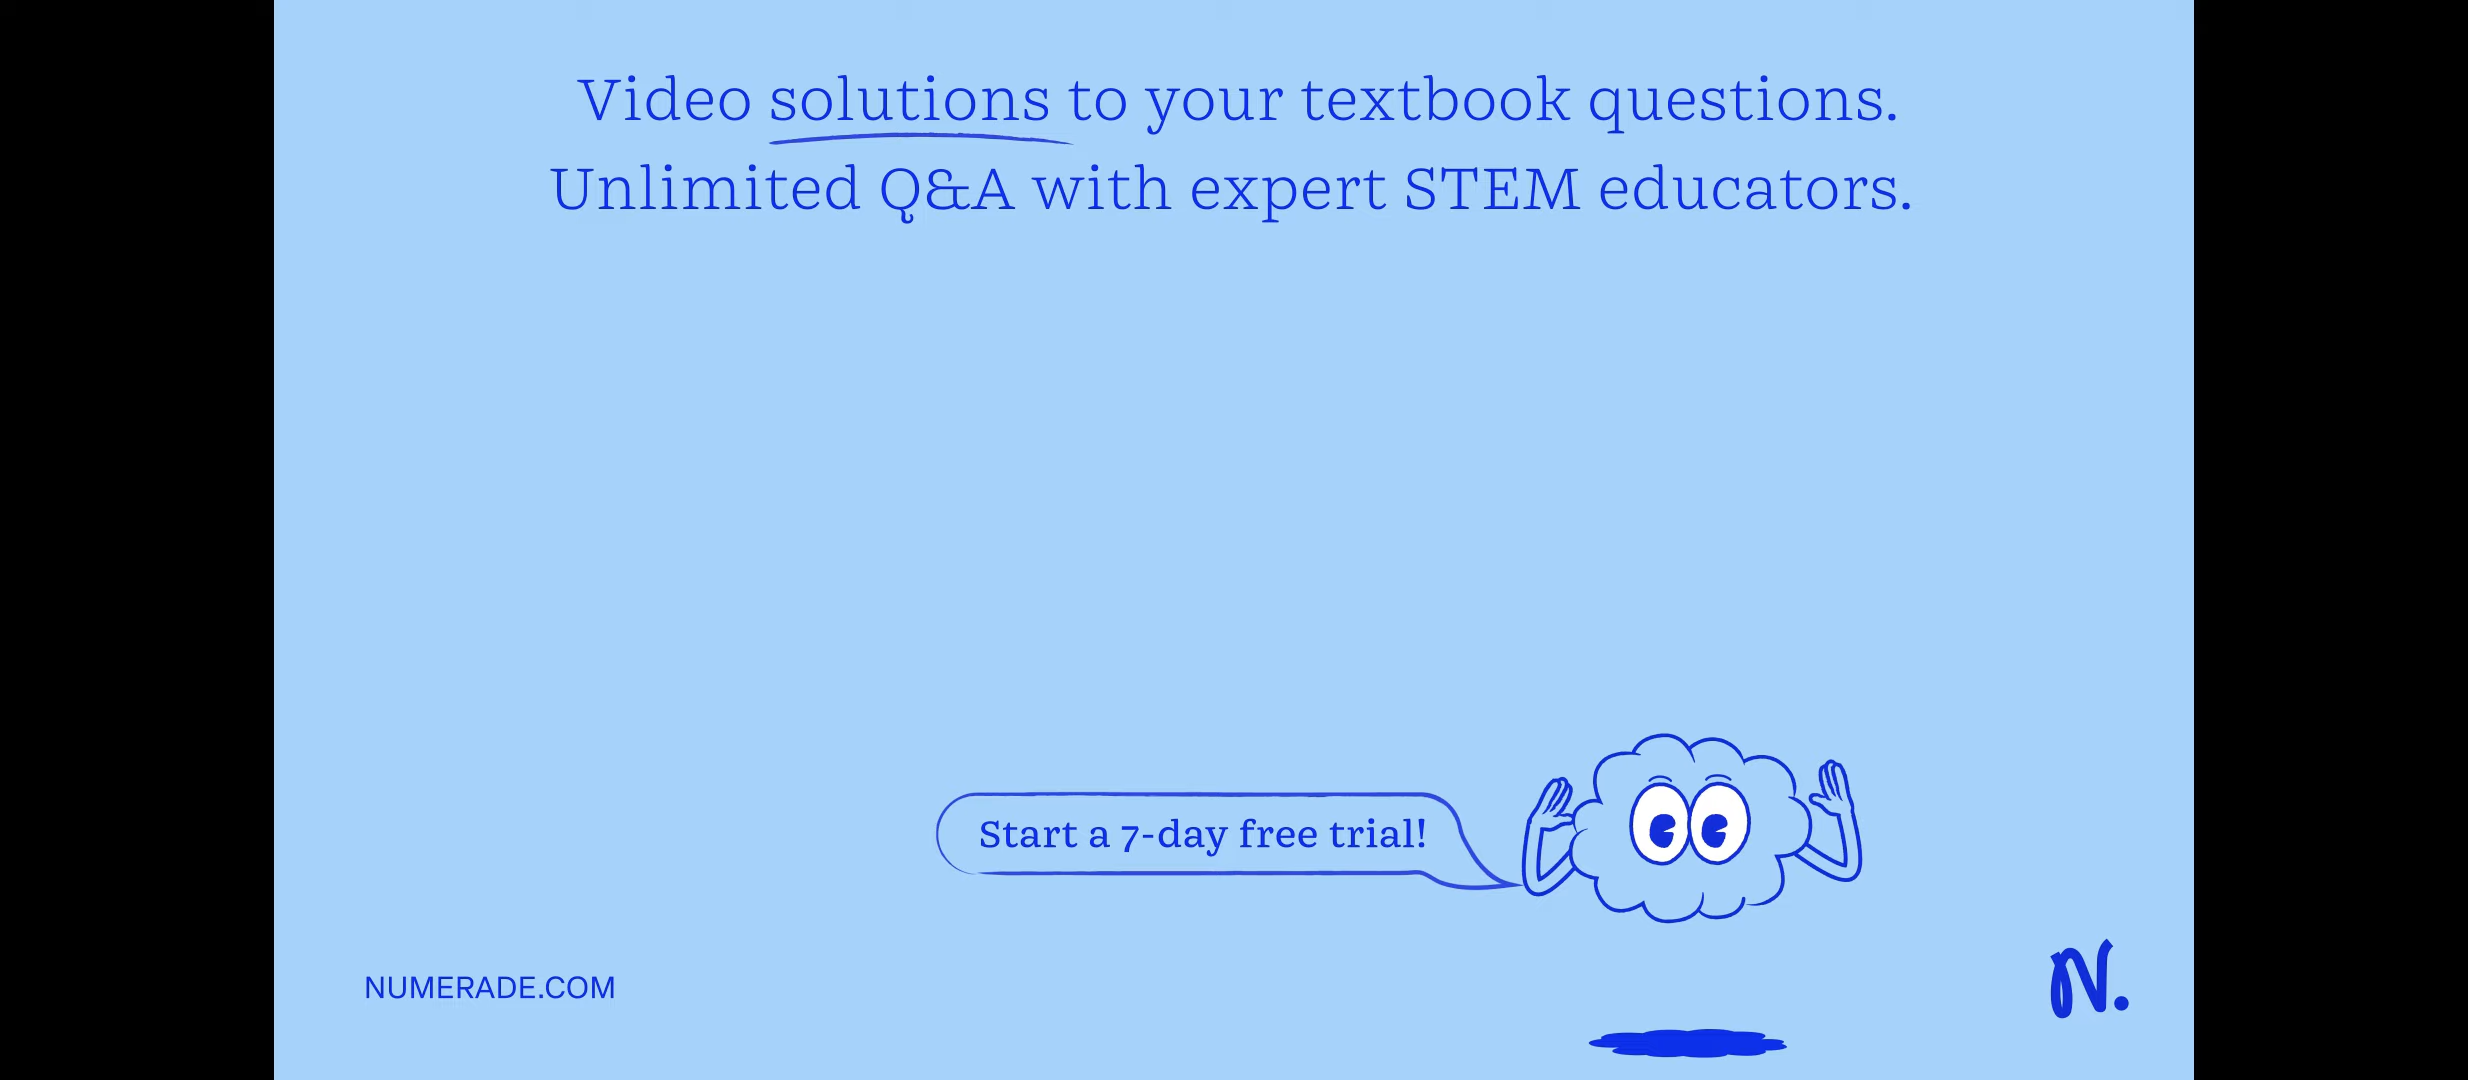 Video solutions to your textbook questions.
Unlimited Q&A with expert STEM educators.
Start a 7-day free trial!
NUMERADE.COM
N.